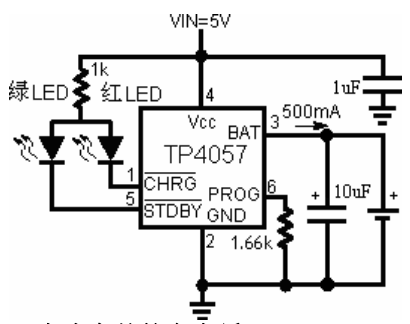 VIN=5V
1k
绿LED 红LED
1uF
4
Vcc
BAT
3
500mA
TP4057
1
CHRG
PROG
6
5
STDBY
GND
10uF
+
+
2
1.66k